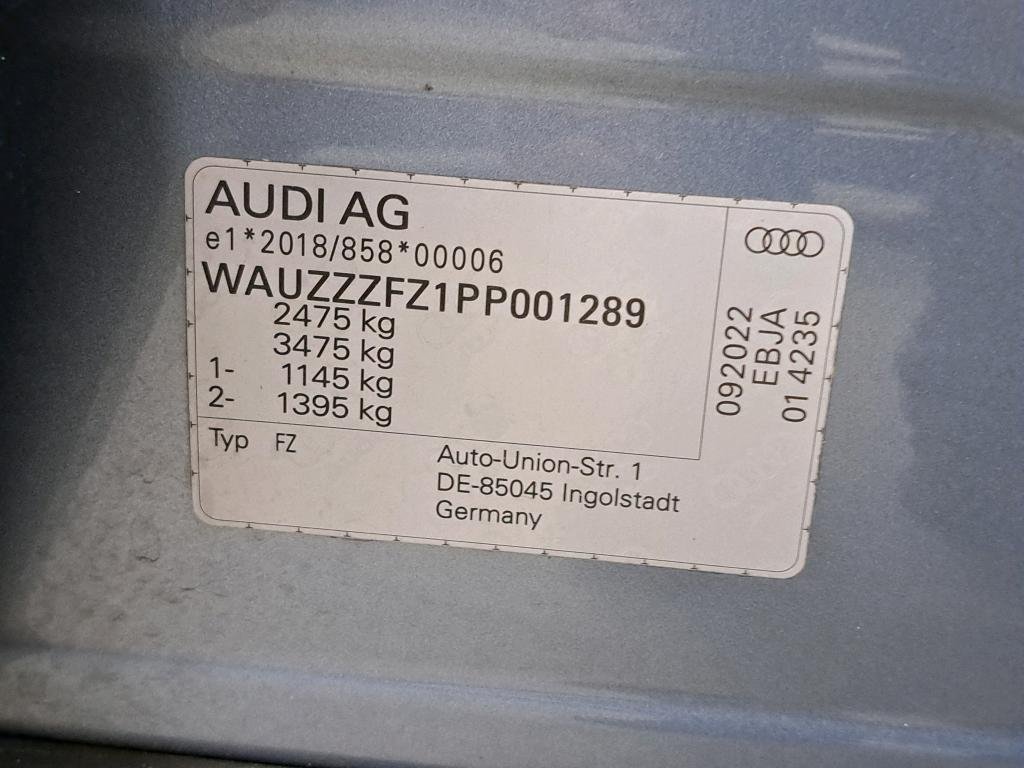 AUDI AG
e1*2018/858*00006
WAUZZZFZ1PP001289
2475 kg
3475 kg
1- 1145 kg
2- 1395 kg
Typ FZ
Auto-Union-Str. 1
DE-85045 Ingolstadt
Germany
092022
EBJA
01 4235